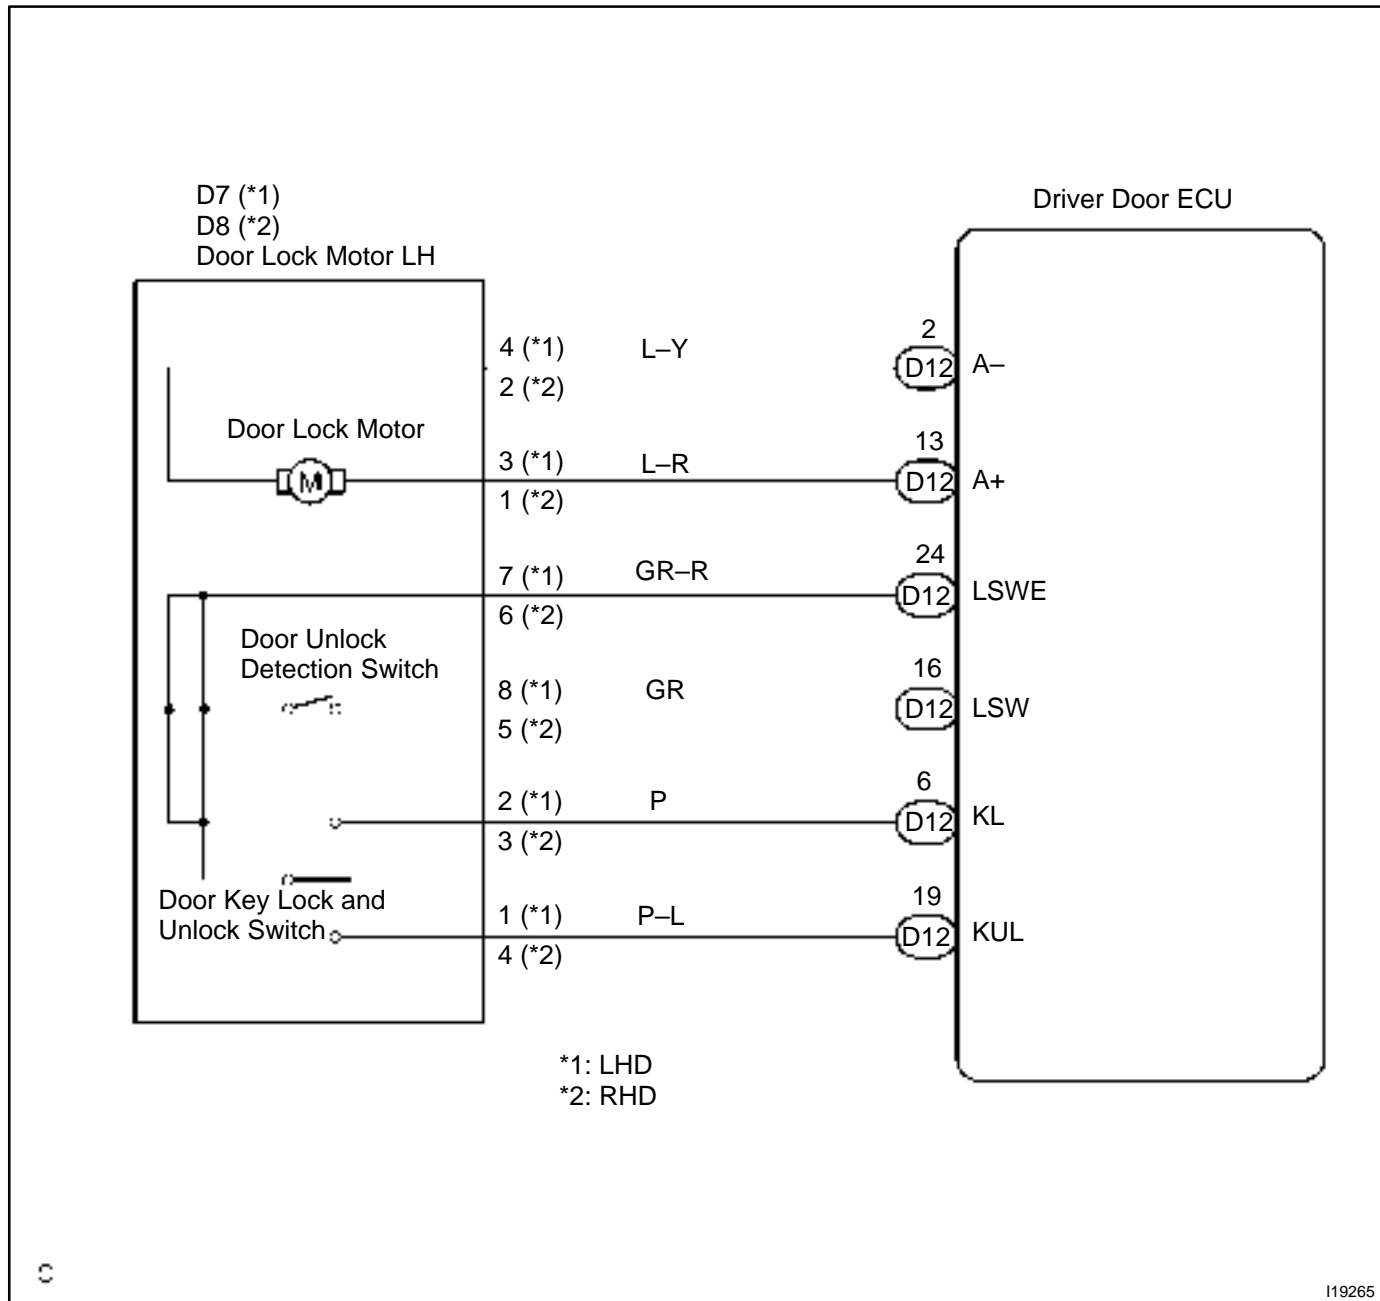 D7 (*1)
D8 (*2)
Door Lock Motor LH
Driver Door ECU
4 (*1)
L–Y
2
2 (*2)
D12
A–
Door Lock Motor
M
3 (*1)
L–R
13
1 (*2)
D12
A+
7 (*1)
GR–R
24
6 (*2)
D12
LSWE
Door Unlock
Detection Switch
8 (*1)
GR
16
5 (*2)
D12
LSW
2 (*1)
P
6
3 (*2)
D12
KL
Door Key Lock and
Unlock Switch
1 (*1)
P–L
19
4 (*2)
D12
KUL
*1: LHD
*2: RHD
I19265